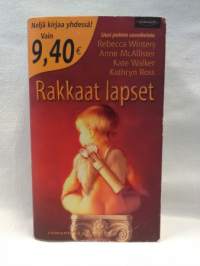 Neljä kirjaa yhdessä!
Vain
9,40€
Rebecca Winters
Anne McAllister
Kate Walker
Kathryn Ross
Rakkaat lapset